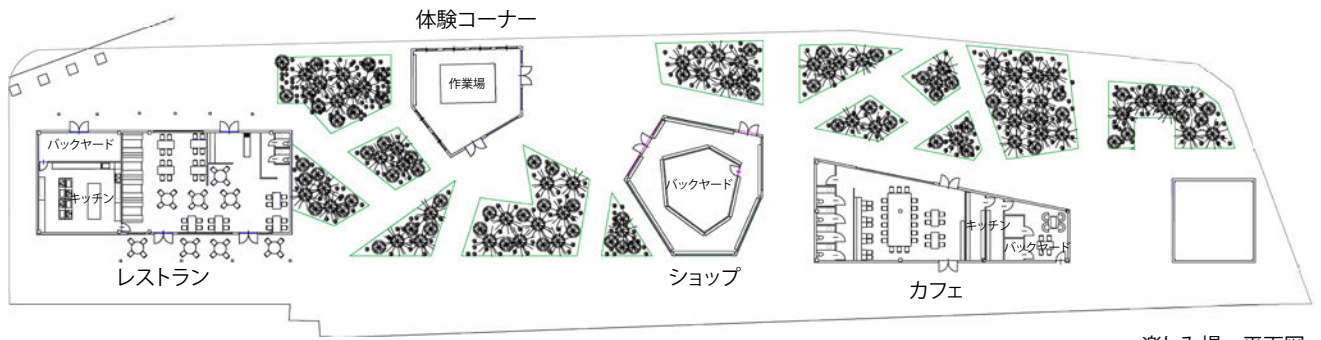 体験コーナー
作業場
バックヤード
キッチン
レストラン
バックヤード
ショップ
キッチン
バックヤード
カフェ